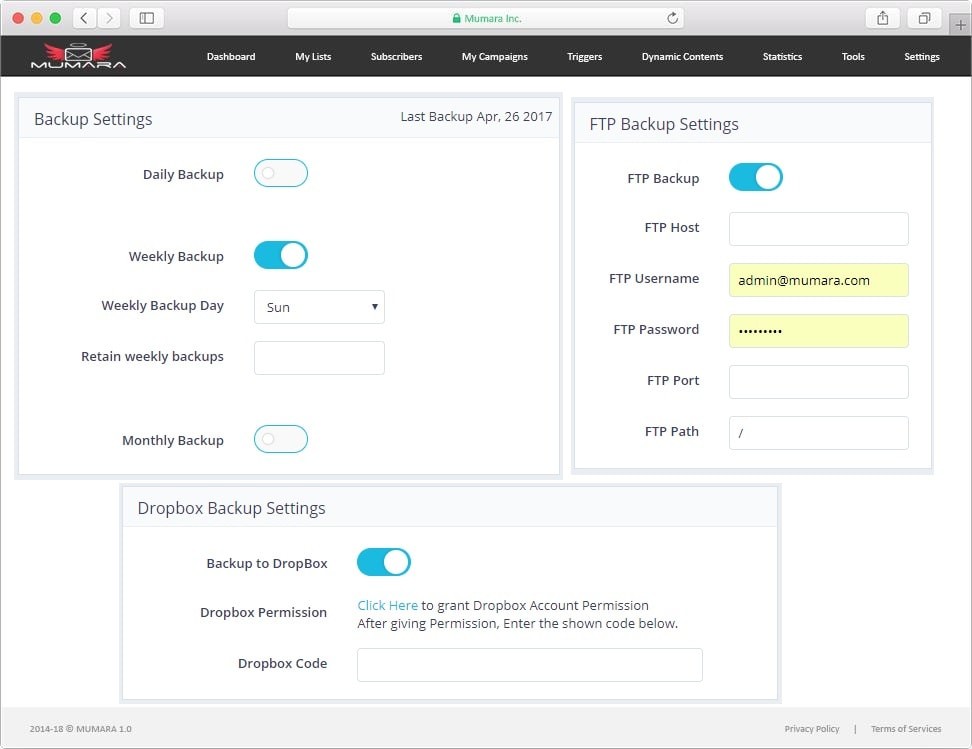 Mumara Inc.
MUMARA
Dashboard
My Lists
Subscribers
My Campaigns
Triggers
Dynamic Contents
Statistics
Tools
Settings
Backup Settings
Last Backup Apr, 26 2017
Daily Backup
Weekly Backup
Weekly Backup Day
Sun
Retain weekly backups
Monthly Backup
FTP Backup Settings
FTP Backup
FTP Host
FTP Username
admin@mumara.com
FTP Password
•••••••••
FTP Port
FTP Path
/
Dropbox Backup Settings
Backup to DropBox
Dropbox Permission
Click Here to grant Dropbox Account Permission
After giving Permission, Enter the shown code below.
Dropbox Code
2014-18 © MUMARA 1.0
Privacy Policy | Terms of Services